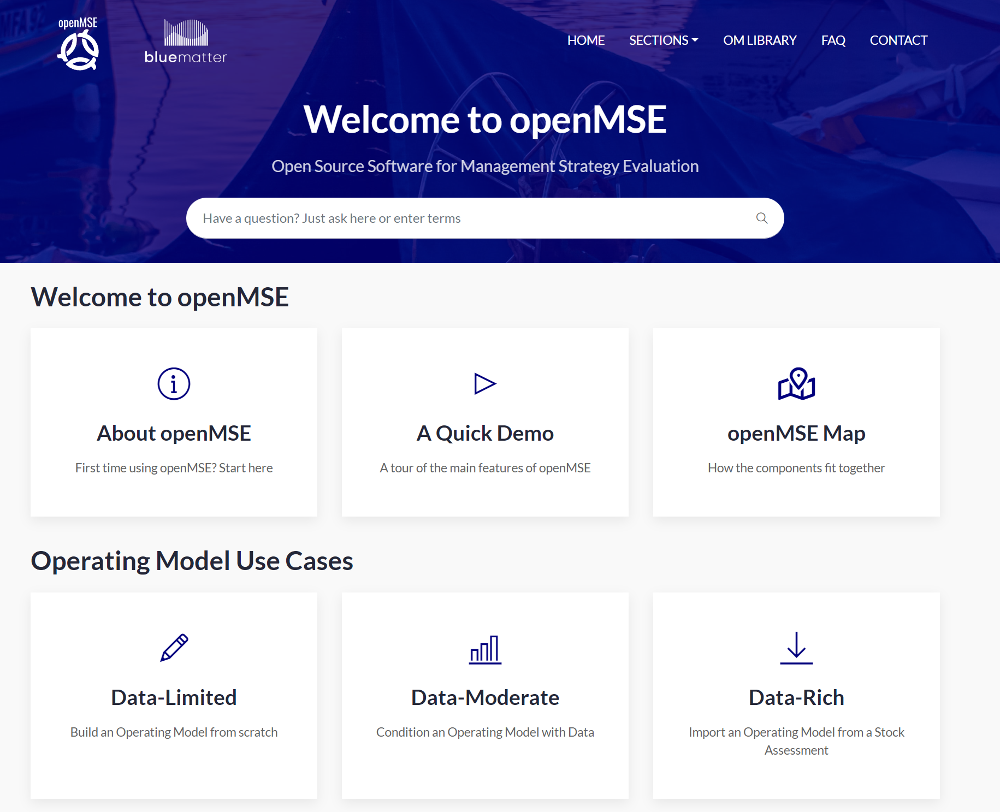 openMSE
bluematter
HOME
SECTIONS
OM LIBRARY
FAQ
CONTACT
Welcome to openMSE
Open Source Software for Management Strategy Evaluation
Have a question? Just ask here or enter terms
Welcome to openMSE
About openMSE
First time using openMSE? Start here
A Quick Demo
A tour of the main features of openMSE
openMSE Map
How the components fit together
Operating Model Use Cases
Data-Limited
Build an Operating Model from scratch
Data-Moderate
Condition an Operating Model with Data
Data-Rich
Import an Operating Model from a Stock
Assessment